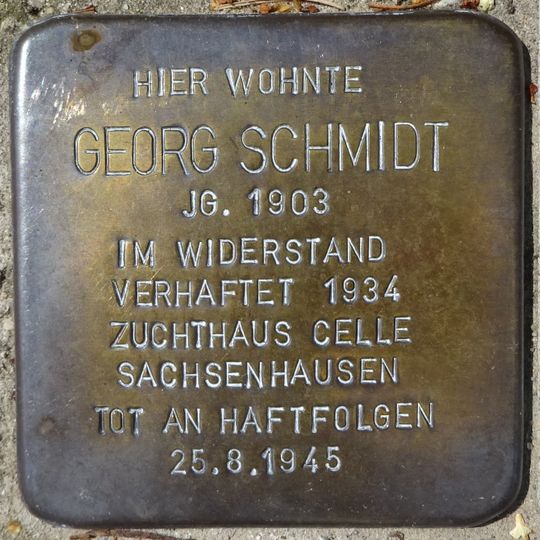 HIER WOHNTE
GEORG SCHMIDT
JG. 1903
IM WIDERSTAND
VERHAFTET 1934
ZUCHTHAUS CELLE
SACHSENHAUSEN
TOT AN HAFTFOLGEN
25.8.1945